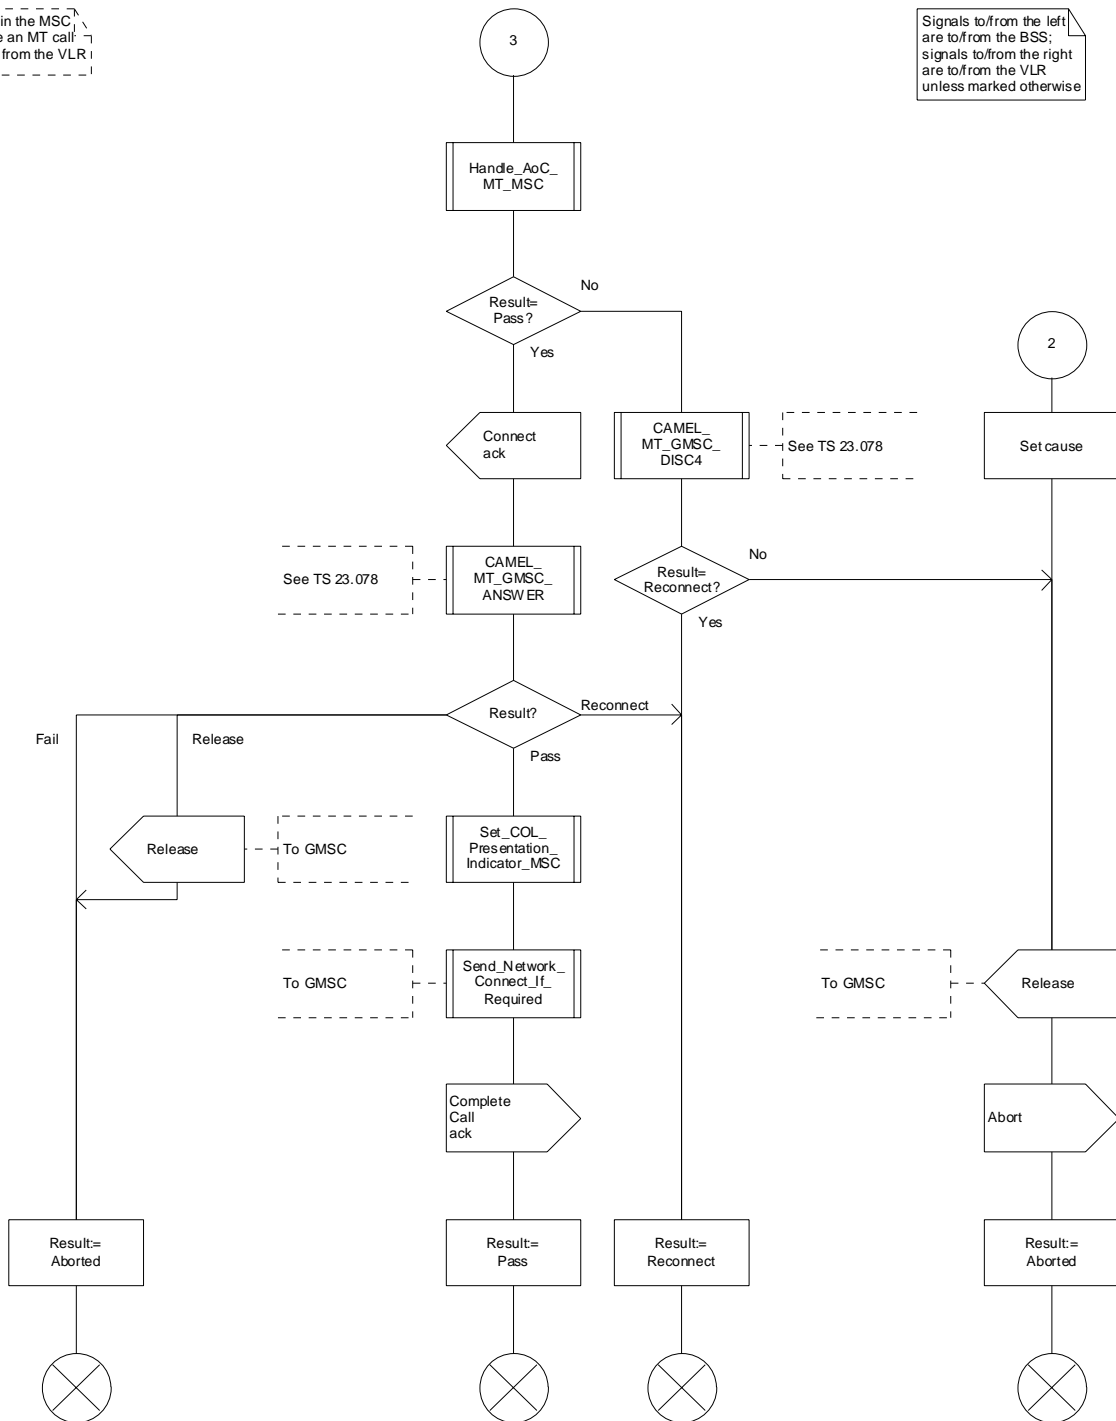 in the MSC
e an MT call
from the VLR
3
Signals to/from the left
are to/from the BSS;
signals to/from the right
are to/from the VLR
unless marked otherwise
Handle_AoC_
MT_MSC
Result=
Pass?
No
Yes
2
Connect
ack
CAMEL_
MT_GMSC_
DISC4
See TS 23.078
Set cause
See TS 23.078
CAMEL_
MT_GMSC_
ANSWER
Result=
Reconnect?
No
Yes
Result?
Reconnect
Fail
Release
Pass
Release
To GMSC
Set_COL_
Presentation_
Indicator_MSC
To GMSC
Send_Network_
Connect_If_
Required
To GMSC
Release
Complete
Call
ack
Abort
Result:=
Aborted
Result:=
Pass
Result:=
Reconnect
Result:=
Aborted